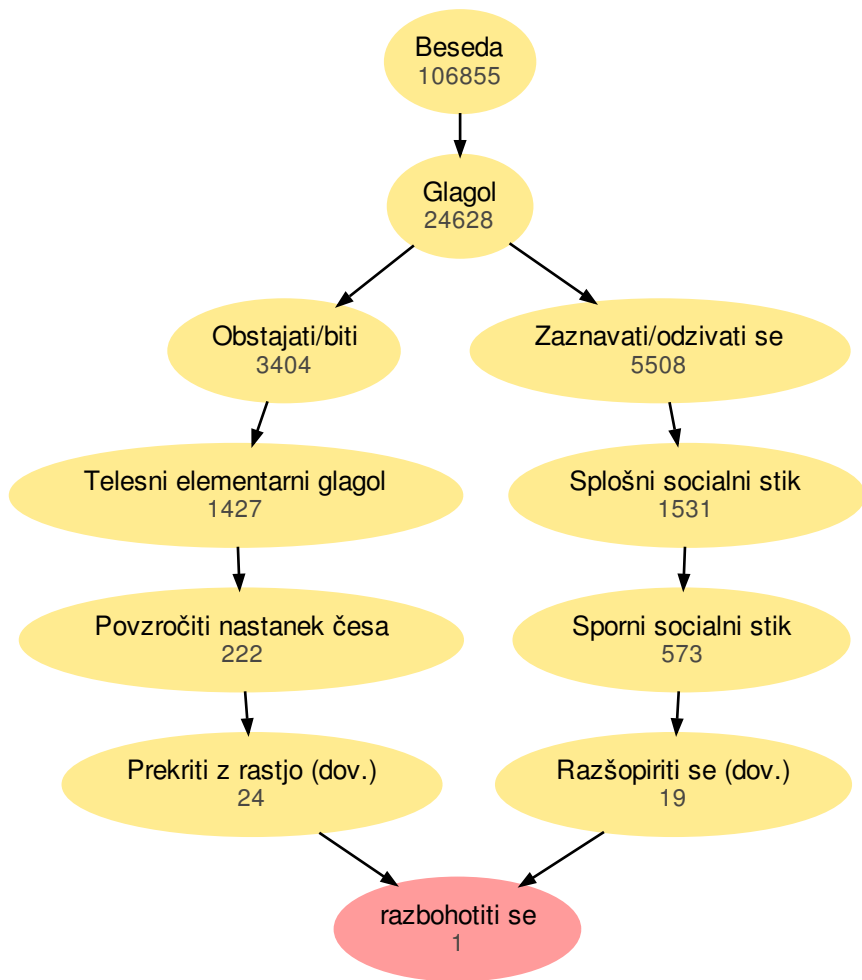 Beseda
106855
Glagol
24628
Obstajati/biti
3404
Zaznavati/odzivati se
5508
Telesni elementarni glagol
1427
Splošni socialni stik
1531
Povzročiti nastanek česa
222
Sporni socialni stik
573
Prekriti z rastjo (dov.)
24
Razšopiriti se (dov.)
19
razbohotiti se
1